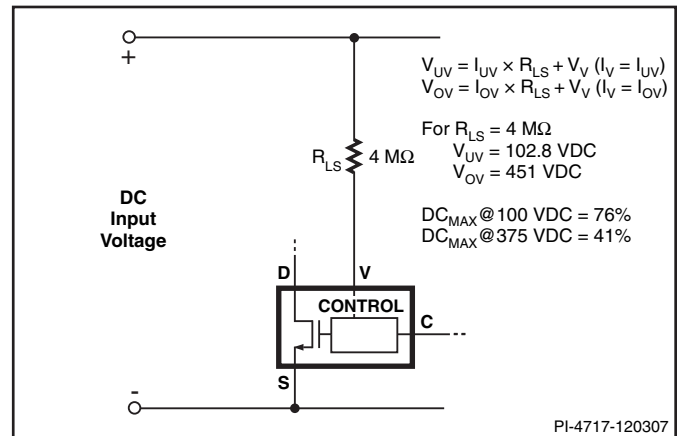 +
V_UV = I_UV × R_LS + V_V (I_V = I_UV)
V_OV = I_OV × R_LS + V_V (I_V = I_OV)
For R_LS = 4 MΩ
V_UV = 102.8 VDC
V_OV = 451 VDC
DC_MAX@100 VDC = 76%
DC_MAX@375 VDC = 41%
R_LS 4 MΩ
DC
Input
Voltage
D V
CONTROL
C
S
-
PI-4717-120307